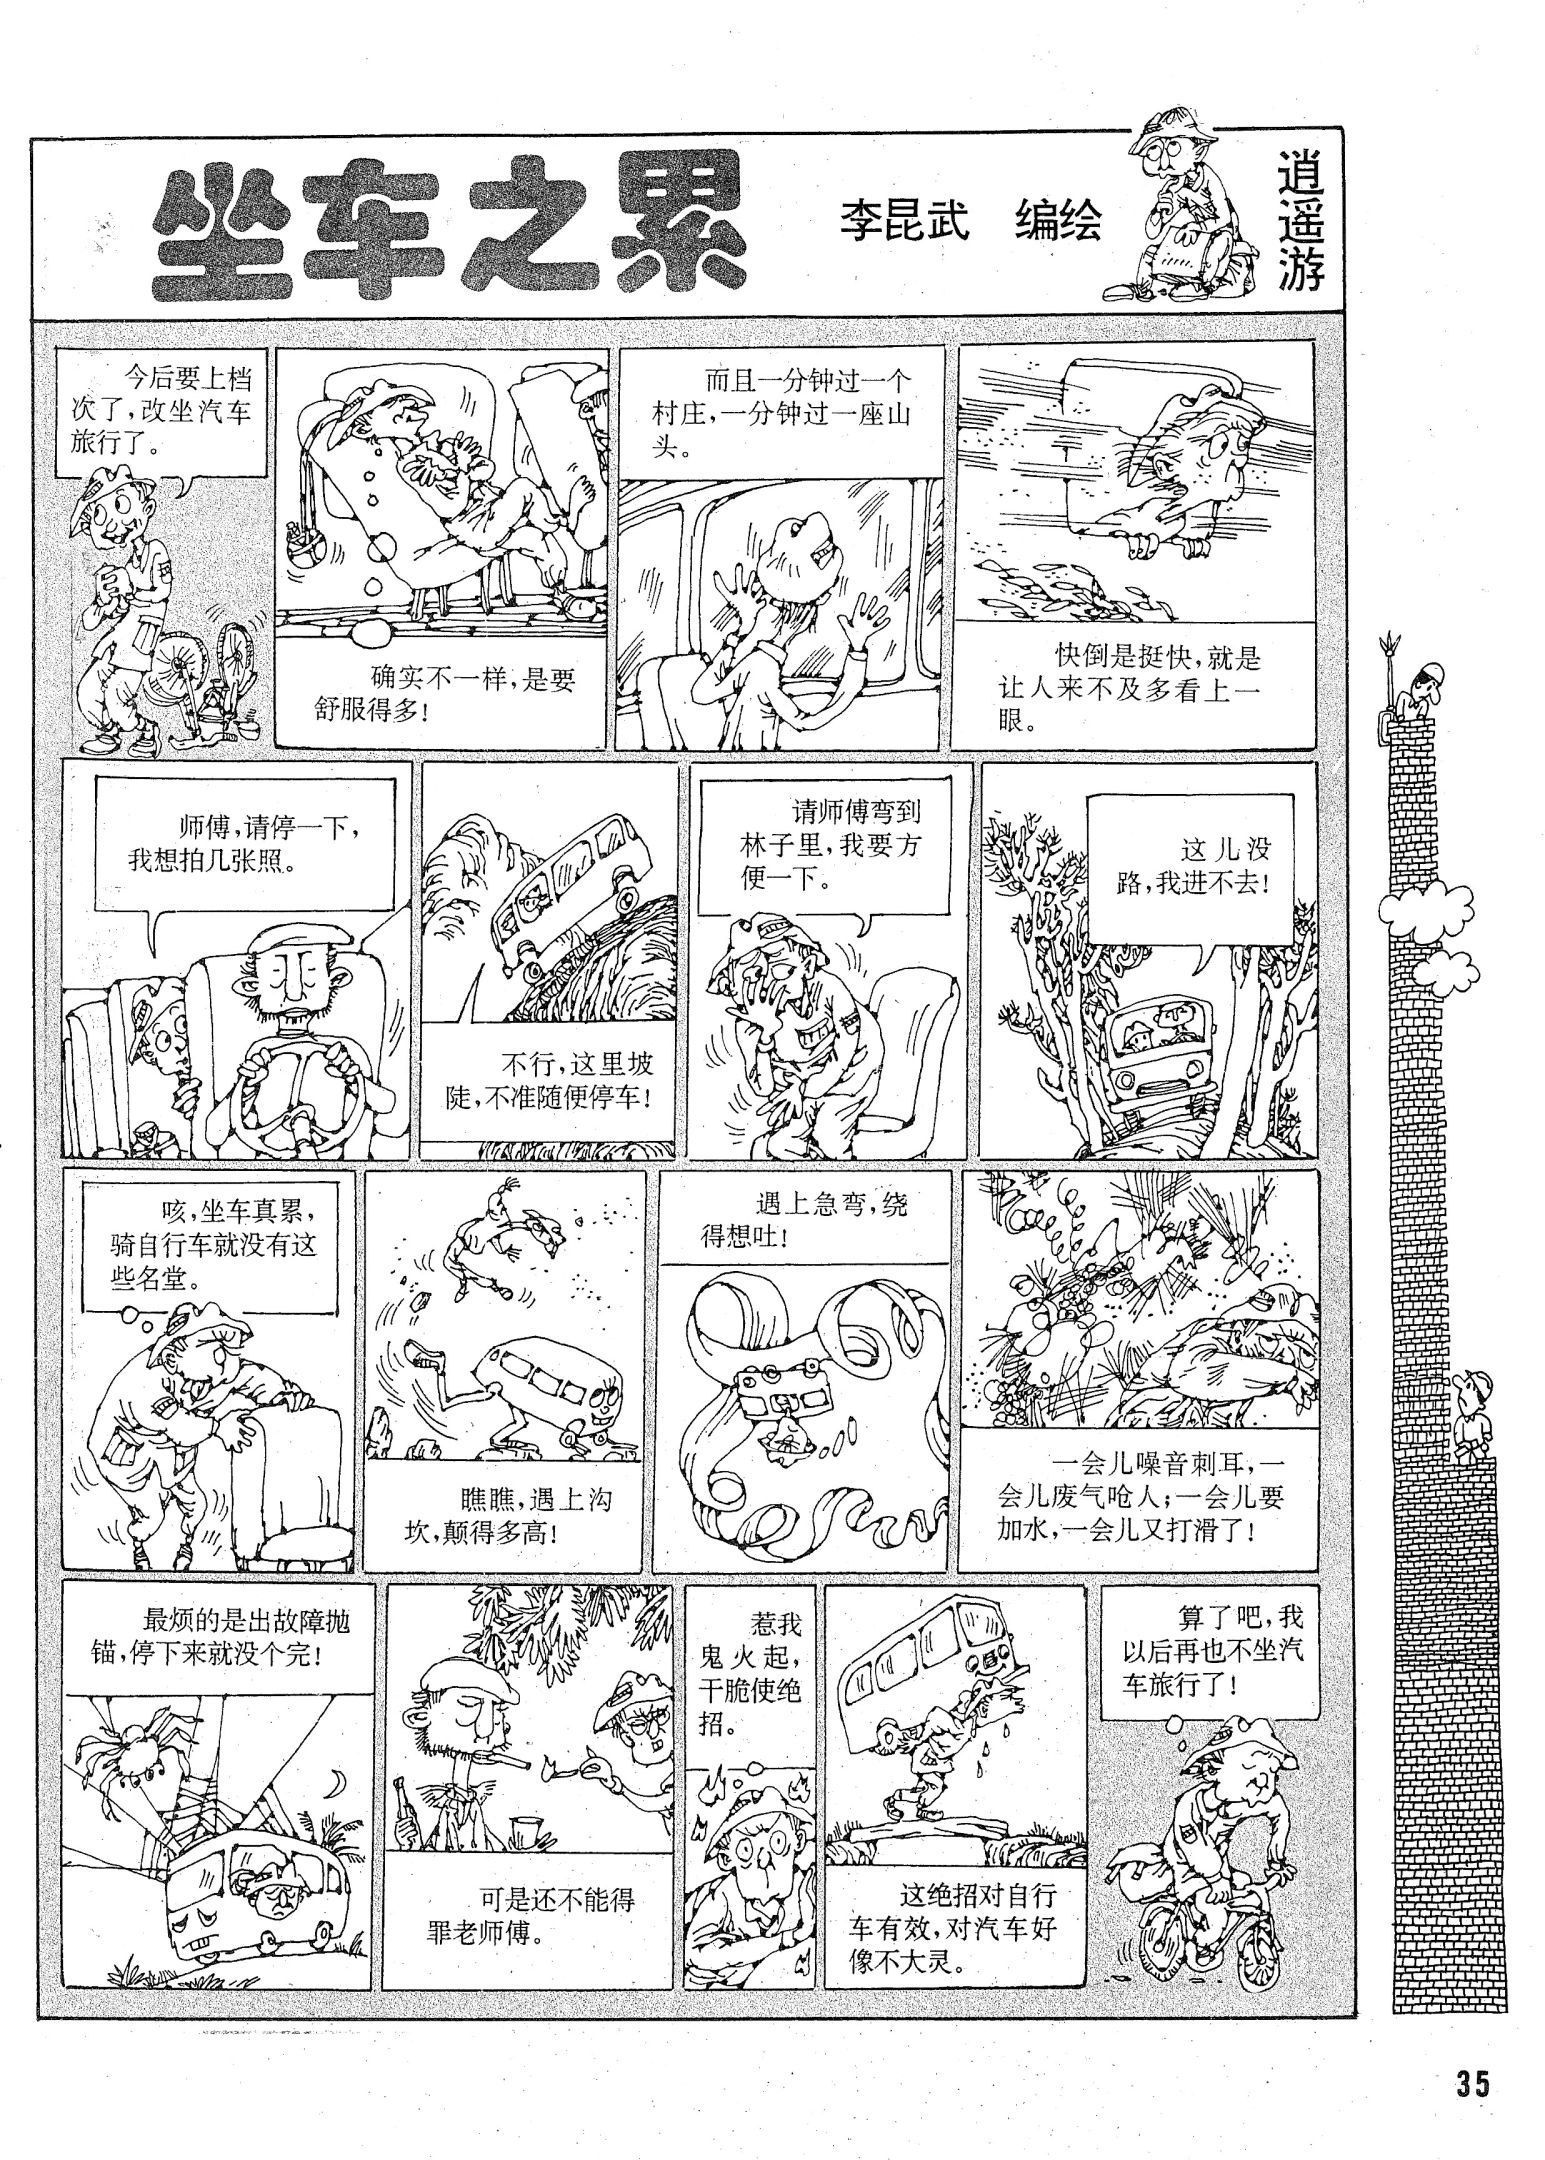 坐车之累
李昆武 编绘
逍遥游
今后要上档
次了,改坐汽车
旅行了。
确实不一样,是要
舒服得多!
而且一分钟过一个
村庄,一分钟过一座山
头。
快倒是挺快,就是
让人来不及多看上一
眼。
师傅,请停一下,
我想拍几张照。
不行,这里坡
陡,不准随便停车!
请师傅弯到
林子里,我要方
便一下。
这儿没
路,我进不去!
咳,坐车真累,
骑自行车就没有这
些名堂。
瞧瞧,遇上沟
坎,颠得多高!
遇上急弯,绕
得想吐!
一会儿噪音刺耳,一
会儿废气呛人;一会儿要
加水,一会儿又打滑了!
最烦的是出故障抛
锚,停下来就没个完!
可是还不能得
罪老师傅。
惹我
鬼火起,
干脆使绝
招。
这绝招对自行
车有效,对汽车好
像不大灵。
算了吧,我
以后再也不坐汽
车旅行了!
35